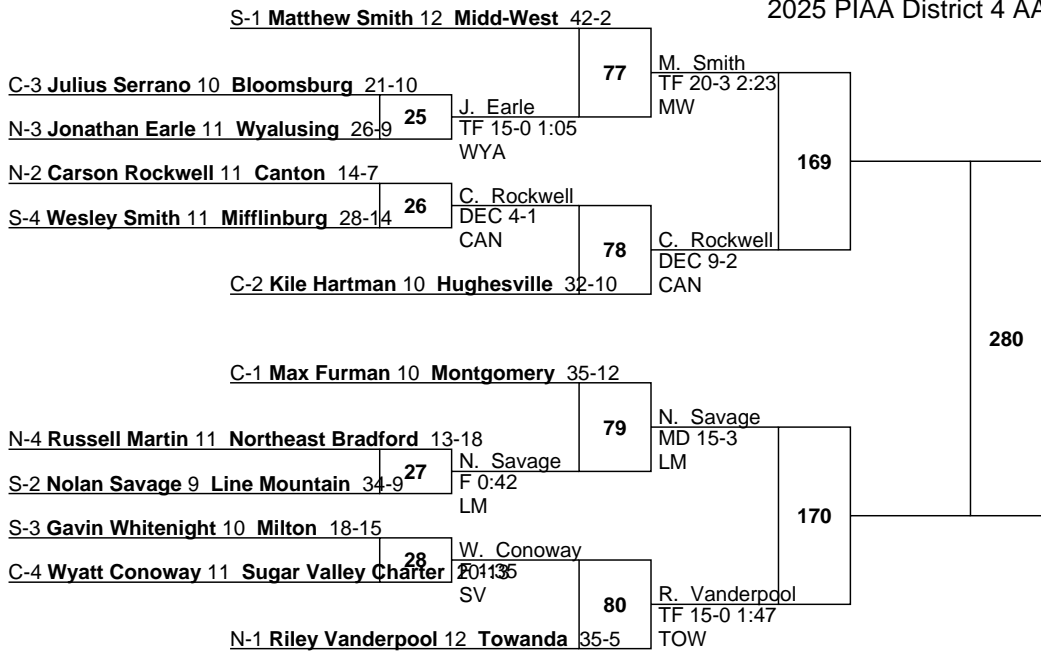 2025 PIAA District 4 AA
S-1 Matthew Smith 12 Midd-West 42-2
77
M. Smith
TF 20-3 2:23
MW
C-3 Julius Serrano 10 Bloomsburg 21-10
25
J. Earle
TF 15-0 1:05
WYA
N-3 Jonathan Earle 11 Wyalusing 26-9
169
N-2 Carson Rockwell 11 Canton 14-7
26
C. Rockwell
DEC 4-1
CAN
S-4 Wesley Smith 11 Mifflinburg 28-14
78
C. Rockwell
DEC 9-2
CAN
C-2 Kile Hartman 10 Hughesville 32-10
280
C-1 Max Furman 10 Montgomery 35-12
79
N. Savage
MD 15-3
LM
N-4 Russell Martin 11 Northeast Bradford 13-18
27
N. Savage
F 0:42
LM
S-2 Nolan Savage 9 Line Mountain 34-9
170
S-3 Gavin Whitenight 10 Milton 18-15
28
W. Conoway
F 1:35
SV
C-4 Wyatt Conoway 11 Sugar Valley Charter 20-13
80
R. Vanderpool
TF 15-0 1:47
TOW
N-1 Riley Vanderpool 12 Towanda 35-5